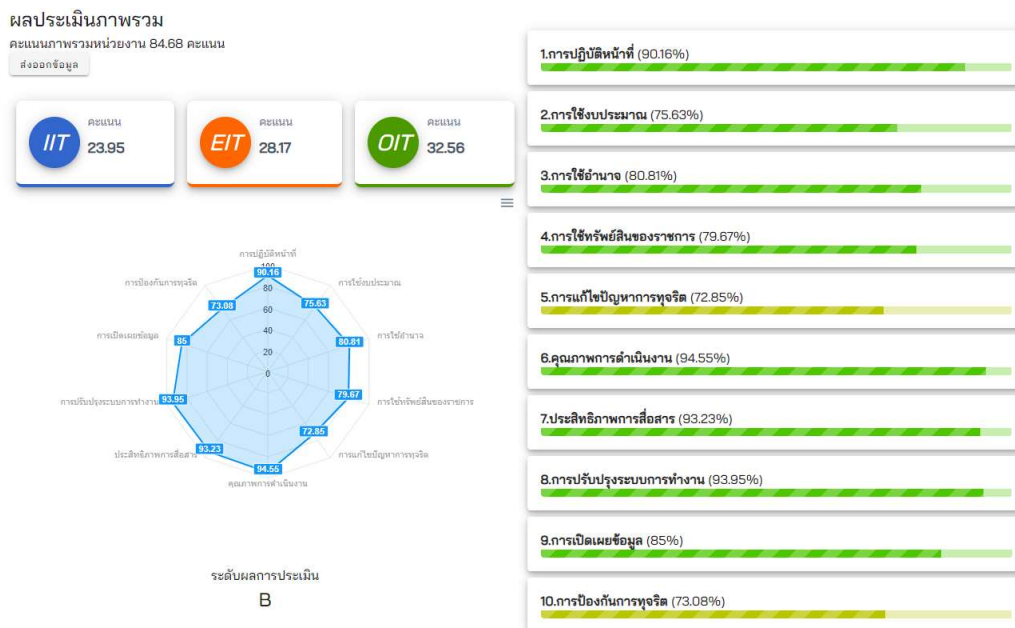 ผลประเมินภาพรวม
คะแนนภาพรวมหน่วยงาน 84.68 คะแนน
ส่งออกข้อมูล
IIT
คะแนน
23.95
EIT
คะแนน
28.17
OIT
คะแนน
32.56
การปฏิบัติหน้าที่
100
90.16
การป้องกันการทุจริต
80
การใช้งบประมาณ
73.08
75.63
60
การเปิดเผยข้อมูล
85
40
80.81
การใช้อำนาจ
20
0
การปรับปรุงระบบการทำงาน
93.95
79.67
การใช้ทรัพย์สินของราชการ
72.85
ประสิทธิภาพการสื่อสาร
93.23
การแก้ไขปัญหาการทุจริต
94.55
คุณภาพการดำเนินงาน
ระดับผลการประเมิน
B
1.การปฏิบัติหน้าที่ (90.16%)
2.การใช้งบประมาณ (75.63%)
3.การใช้อำนาจ (80.81%)
4.การใช้ทรัพย์สินของราชการ (79.67%)
5.การแก้ไขปัญหาการทุจริต (72.85%)
6.คุณภาพการดำเนินงาน (94.55%)
7.ประสิทธิภาพการสื่อสาร (93.23%)
8.การปรับปรุงระบบการทำงาน (93.95%)
9.การเปิดเผยข้อมูล (85%)
10.การป้องกันการทุจริต (73.08%)